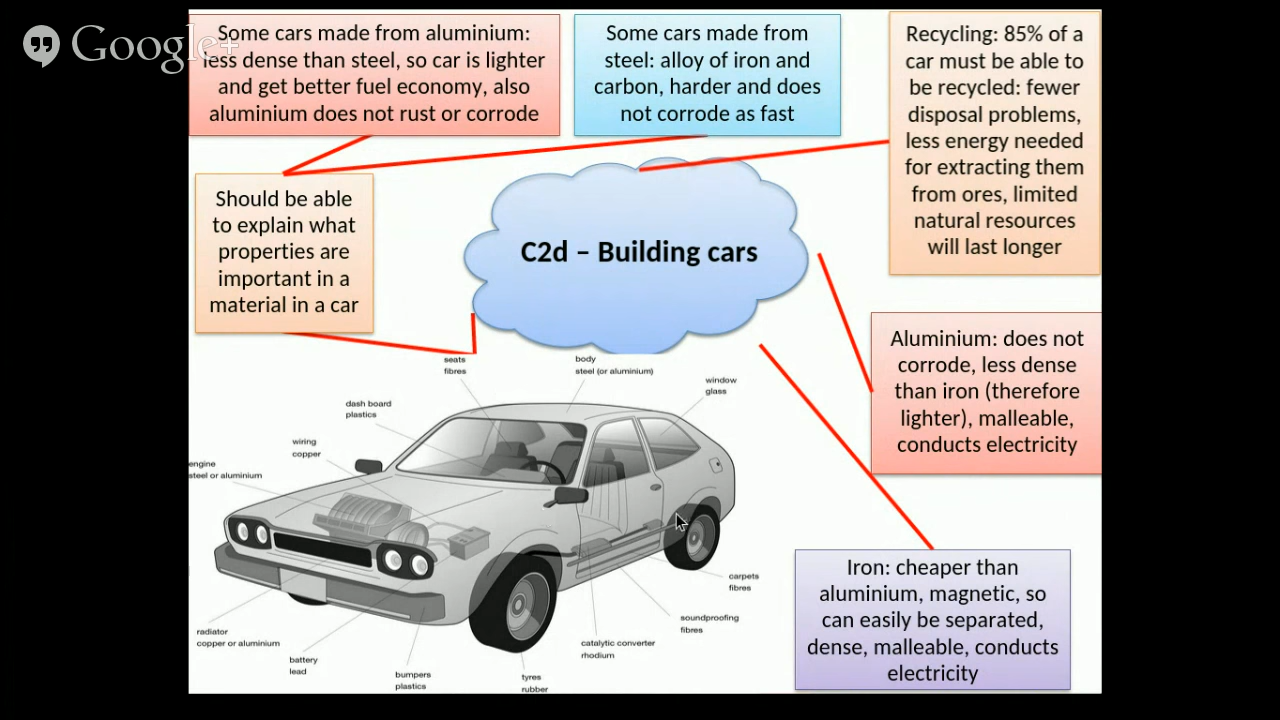 Google+
Some cars made from aluminium:
less dense than steel, so car is lighter
and get better fuel economy, also
aluminium does not rust or corrode
Some cars made from
steel: alloy of iron and
carbon, harder and does
not corrode as fast
Recycling: 85% of a
car must be able to
be recycled: fewer
disposal problems,
less energy needed
for extracting them
from ores, limited
natural resources
will last longer
Should be able
to explain what
properties are
important in a
material in a car
C2d – Building cars
Aluminium: does not
corrode, less dense
than iron (therefore
lighter), malleable,
conducts electricity
Iron: cheaper than
aluminium, magnetic, so
can easily be separated,
dense, malleable, conducts
electricity
seats
fibres
body
steel (or aluminium)
window
glass
dash board
plastics
wiring
copper
engine
steel or aluminium
carpets
fibres
soundproofing
fibres
catalytic converter
rhodium
radiator
copper or aluminium
battery
lead
bumpers
plastics
tyres
rubber